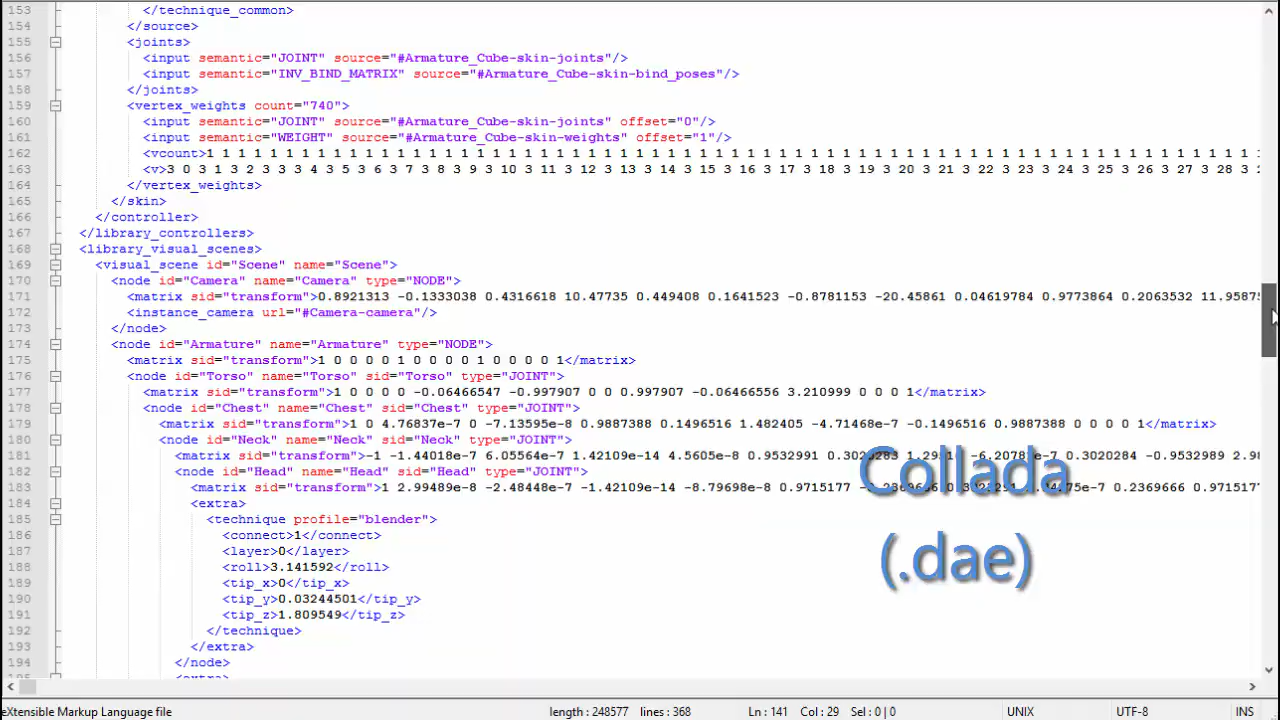 153 </technique_common>
154 </source>
155 <joints>
156 <input semantic="JOINT" source="#Armature_Cube-skin-joints"/>
157 <input semantic="INV_BIND_MATRIX" source="#Armature_Cube-skin-bind_poses"/>
158 </joints>
159 <vertex_weights count="740">
160 <input semantic="JOINT" source="#Armature_Cube-skin-joints" offset="0"/>
161 <input semantic="WEIGHT" source="#Armature_Cube-skin-weights" offset="1"/>
162 <vcount>1 1 1 1 1 1 1 1 1 1 1 1 1 1 1 1 1 1 1 1 1 1 1 1 1 1 1 1 1 1 1 1 1 1 1 1 1 1 1 1 1 1 1 1 1 1 1 1 1 1 1 1 1 1 1 1 1 1 1 1 1 1 1 1 1 1 1
163 <v>3 0 3 1 3 2 3 3 3 4 3 5 3 6 3 7 3 8 3 9 3 10 3 11 3 12 3 13 3 14 3 15 3 16 3 17 3 18 3 19 3 20 3 21 3 22 3 23 3 24 3 25 3 26 3 27 3 28 3
164 </vertex_weights>
165 </skin>
166 </controller>
167 </library_controllers>
168 <library_visual_scenes>
169 <visual_scene id="Scene" name="Scene">
170 <node id="Camera" name="Camera" type="NODE">
171 <matrix sid="transform">0.8921313 -0.1333038 0.4316618 10.47735 0.449408 0.1641523 -0.8781153 -20.45861 0.04619784 0.9773864 0.2063532 11.9587
172 <instance_camera url="#Camera-camera"/>
173 </node>
174 <node id="Armature" name="Armature" type="NODE">
175 <matrix sid="transform">1 0 0 0 0 1 0 0 0 0 1 0 0 0 0 1</matrix>
176 <node id="Torso" name="Torso" sid="Torso" type="JOINT">
177 <matrix sid="transform">1 0 0 0 0 -0.06466547 -0.997907 0 0 0.997907 -0.06466556 3.210999 0 0 0 1</matrix>
178 <node id="Chest" name="Chest" sid="Chest" type="JOINT">
179 <matrix sid="transform">1 0 4.76837e-7 0 -7.13595e-8 0.9887388 0.1496516 1.482405 -4.71468e-7 -0.1496516 0.9887388 0 0 0 0 1</matrix>
180 <node id="Neck" name="Neck" sid="Neck" type="JOINT">
181 <matrix sid="transform">-1 -1.44018e-7 6.05564e-7 1.42109e-14 4.5605e-8 0.9532991 0.3020283 -0.3020284 -0.9532989 2.9
182 <node id="Head" name="Head" sid="Head" type="JOINT">
183 <matrix sid="transform">1 2.99489e-8 -2.48448e-7 -1.42109e-14 -8.79698e-8 0.9715177 0.2369666 0.971517
184 <extra>
185 <technique profile="blender">
186 <connect>1</connect>
187 <layer>0</layer>
188 <roll>3.141592</roll>
189 <tip_x>0</tip_x>
190 <tip_y>0.03244501</tip_y>
191 <tip_z>1.809549</tip_z>
192 </technique>
193 </extra>
194 </node>
Collada
(.dae)
eXtensible Markup Language file length : 248577 lines : 368 Ln : 141 Col : 29 Sel : 0 | 0 UNIX UTF-8 INS